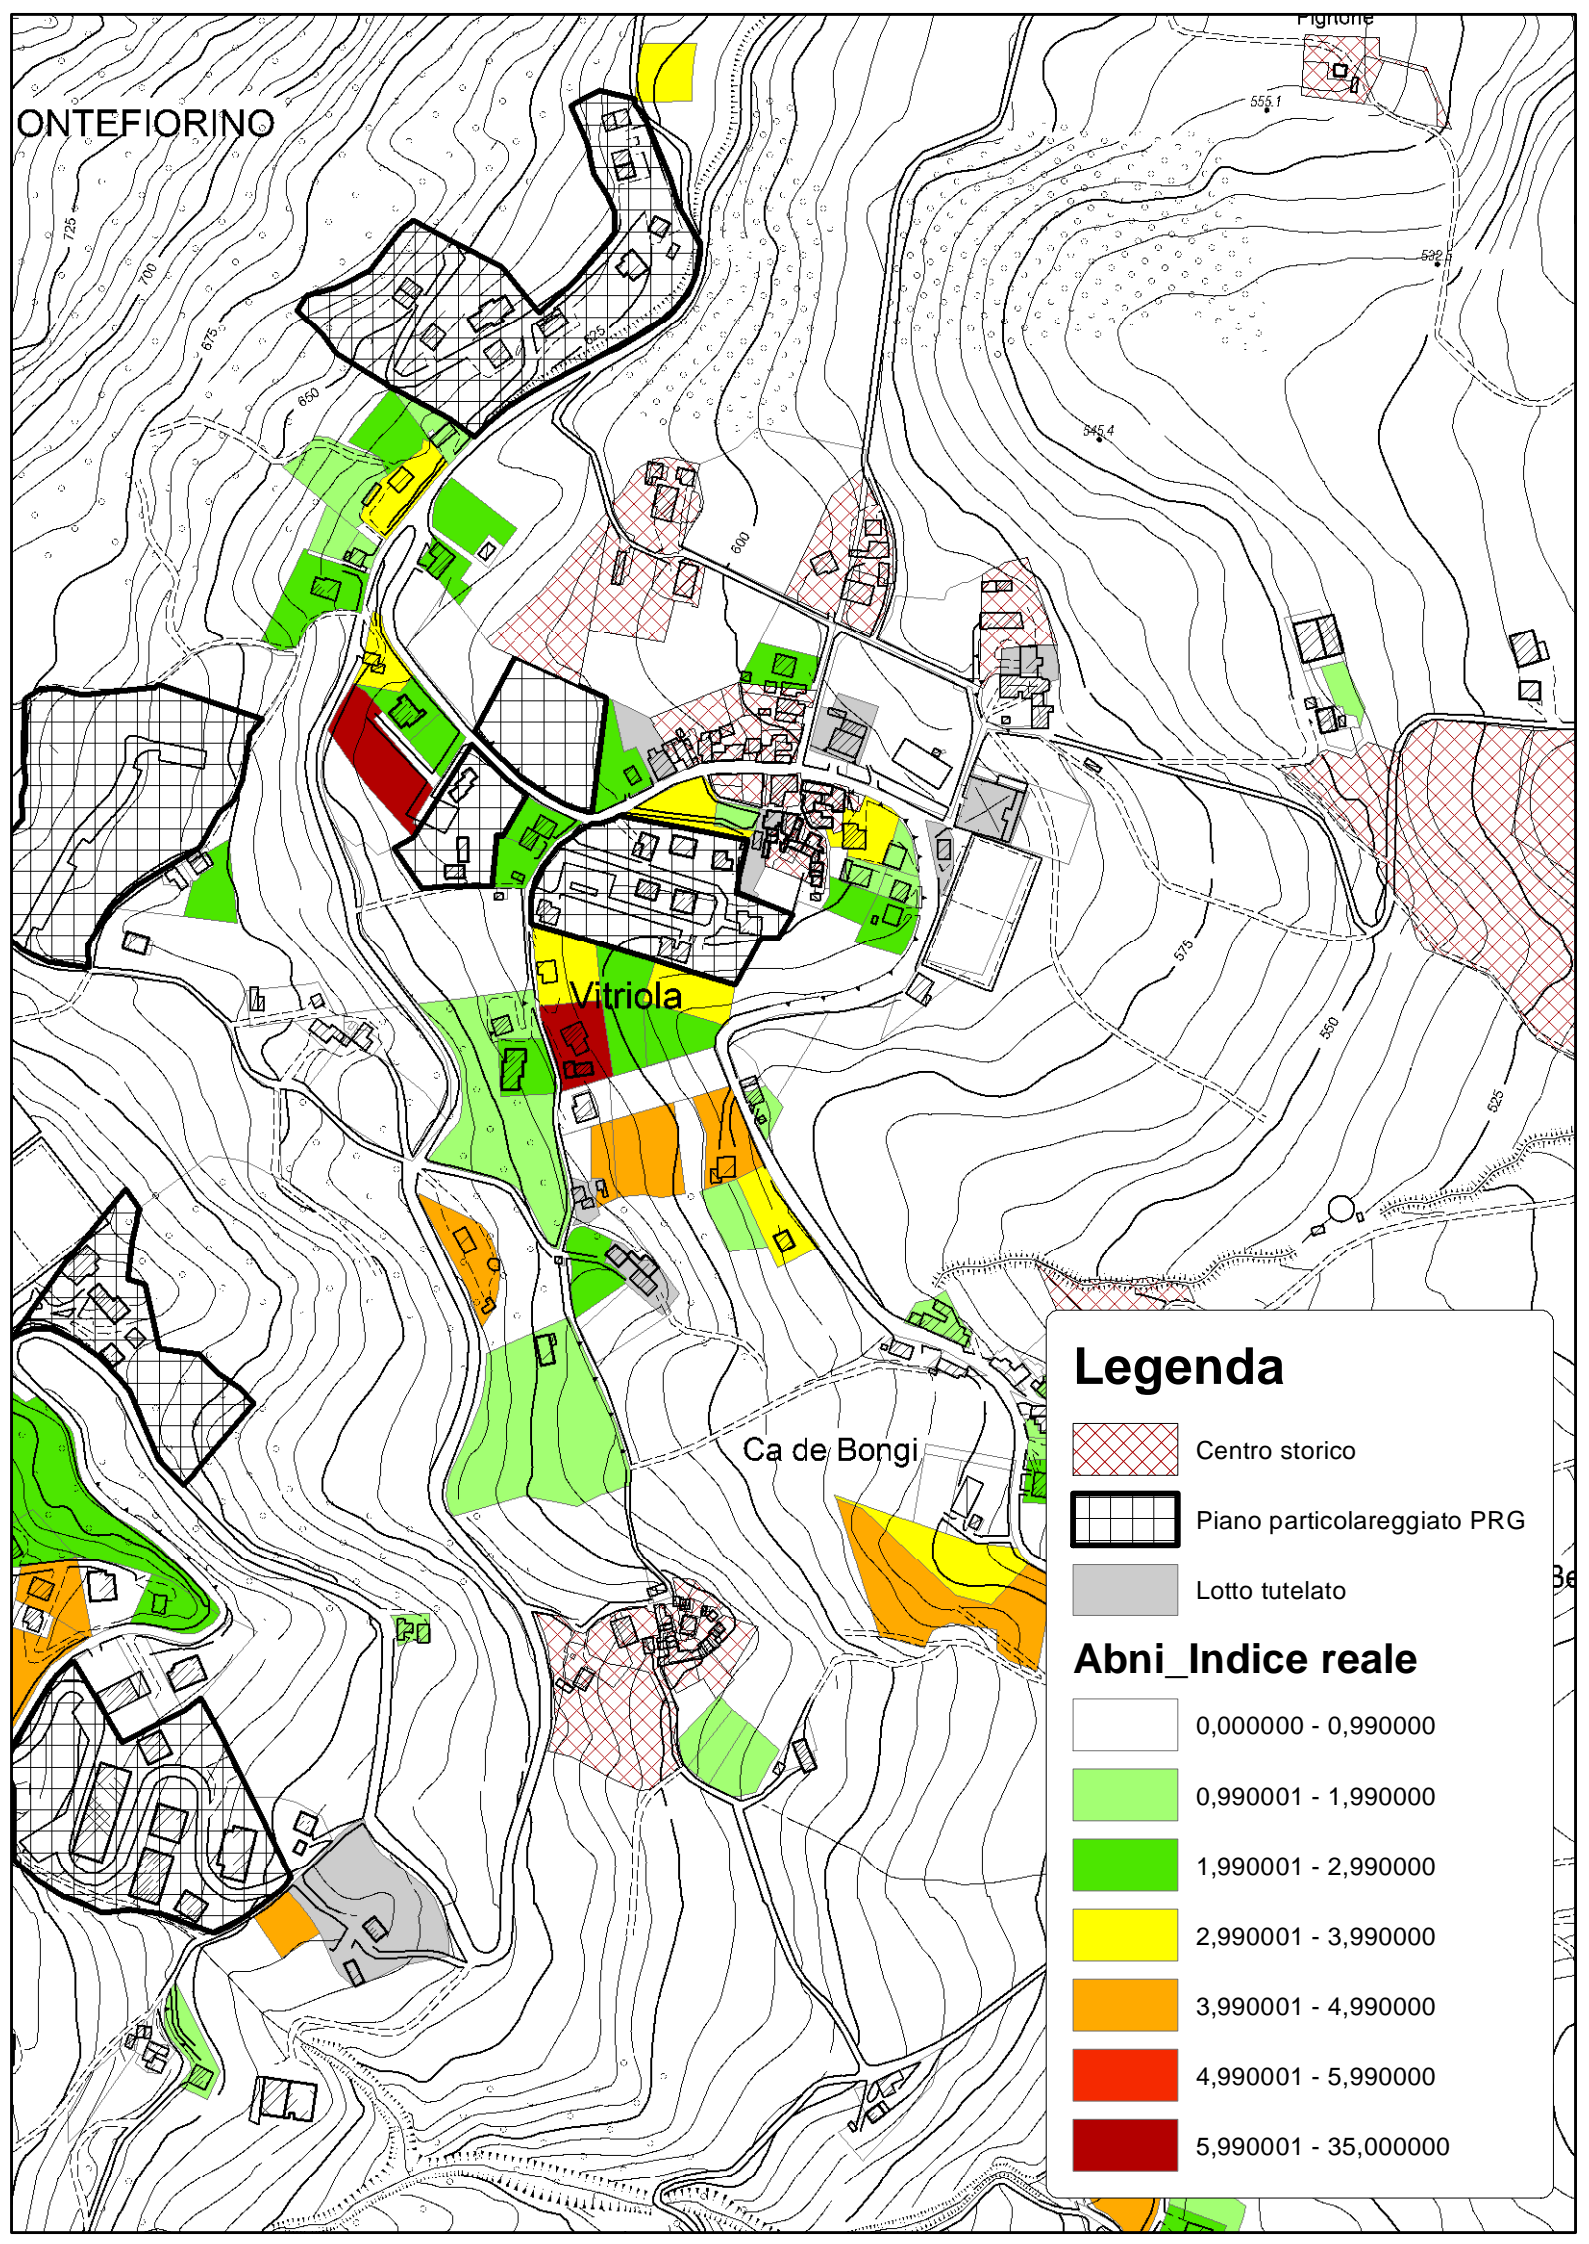 Pignone
555.1
ONTEFIORINO
725
700
532.5
675
625
650
545.4
600
575
Vitriola
550
525
Ca de Bongi
Legenda
Centro storico
Piano particolareggiato PRG
Lotto tutelato
Be
Abni_Indice reale
0,000000 - 0,990000
0,990001 - 1,990000
1,990001 - 2,990000
2,990001 - 3,990000
3,990001 - 4,990000
4,990001 - 5,990000
5,990001 - 35,000000